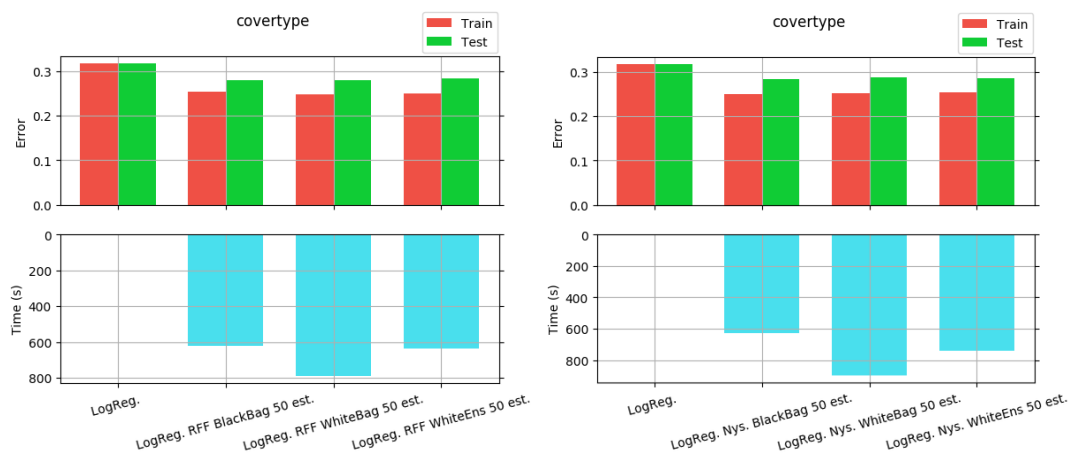 covertype
Train
Test
0.3
0.2
0.1
0.0
Error
0
200
400
600
800
Time (s)
LogReg.
LogReg. RFF BlackBag 50 est.
LogReg. RFF WhiteBag 50 est.
LogReg. RFF WhiteEns 50 est.
covertype
Train
Test
0.3
0.2
0.1
0.0
Error
0
200
400
600
800
Time (s)
LogReg.
LogReg. Nys. BlackBag 50 est.
LogReg. Nys. WhiteBag 50 est.
LogReg. Nys. WhiteEns 50 est.